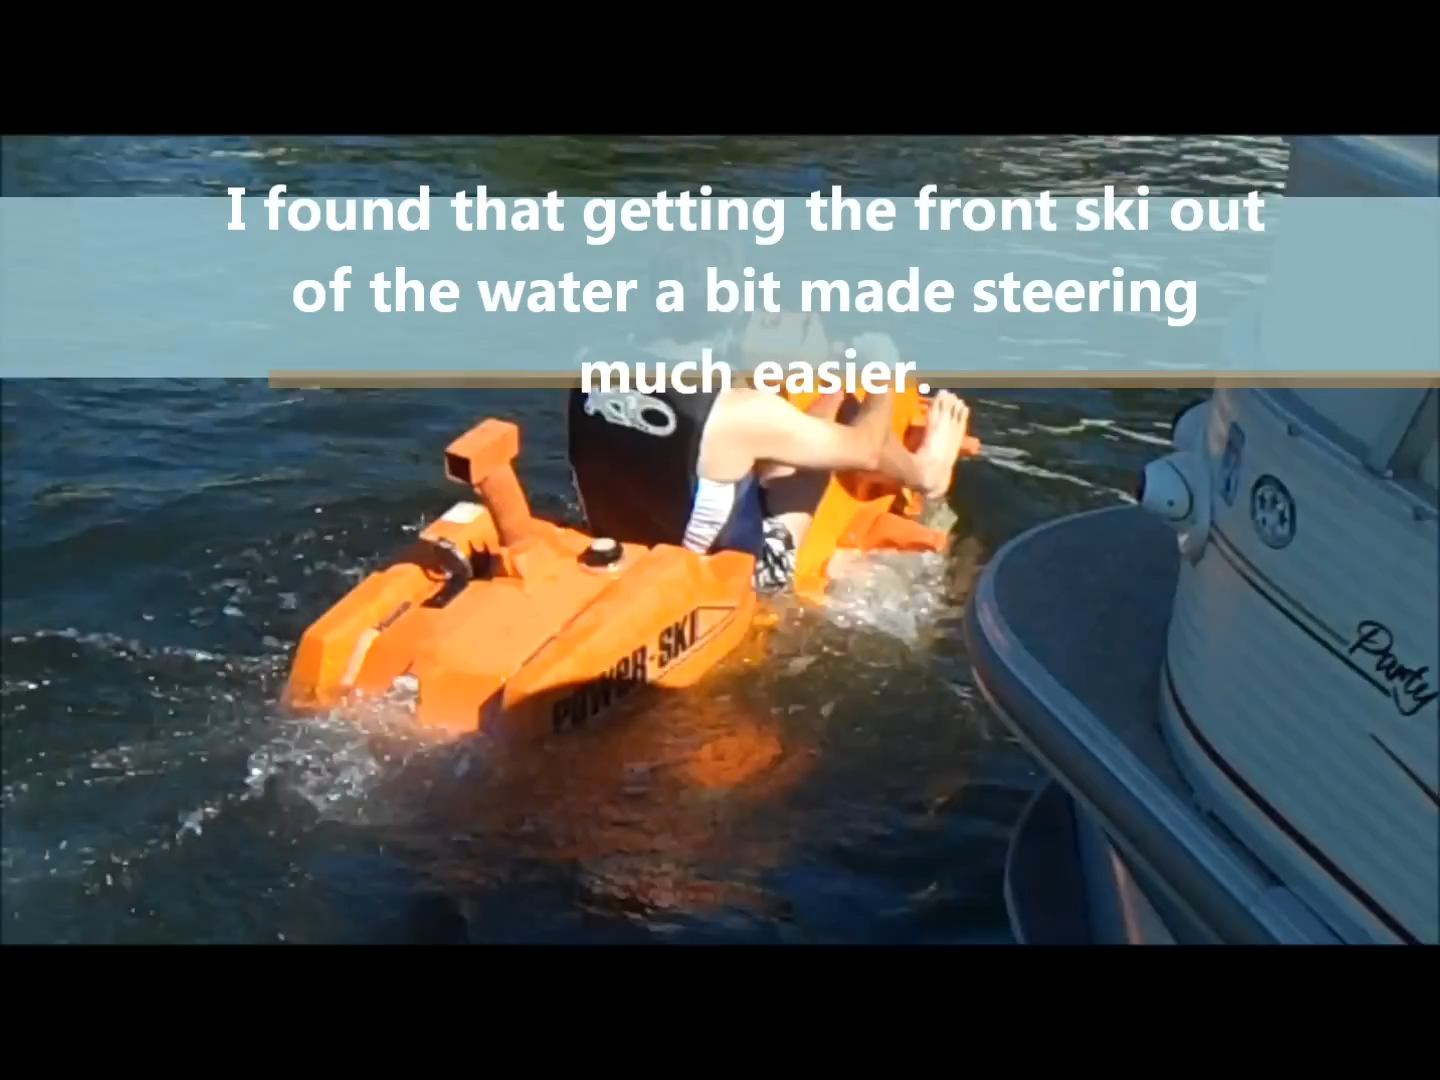 I found that getting the front ski out
of the water a bit made steering
much easier.
POWER-SKI
Party